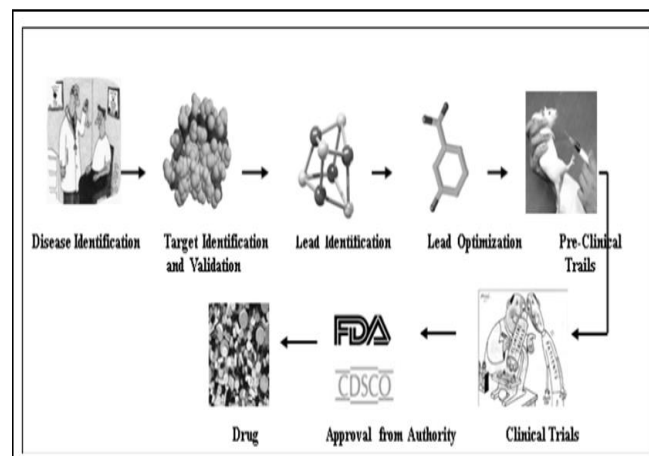 Disease Identification
Target Identification
and Validation
Lead Identification
Lead Optimization
Pre-Clinical
Trails
FDA
CDSCO
Drug
Approval from Authority
Clinical Trials